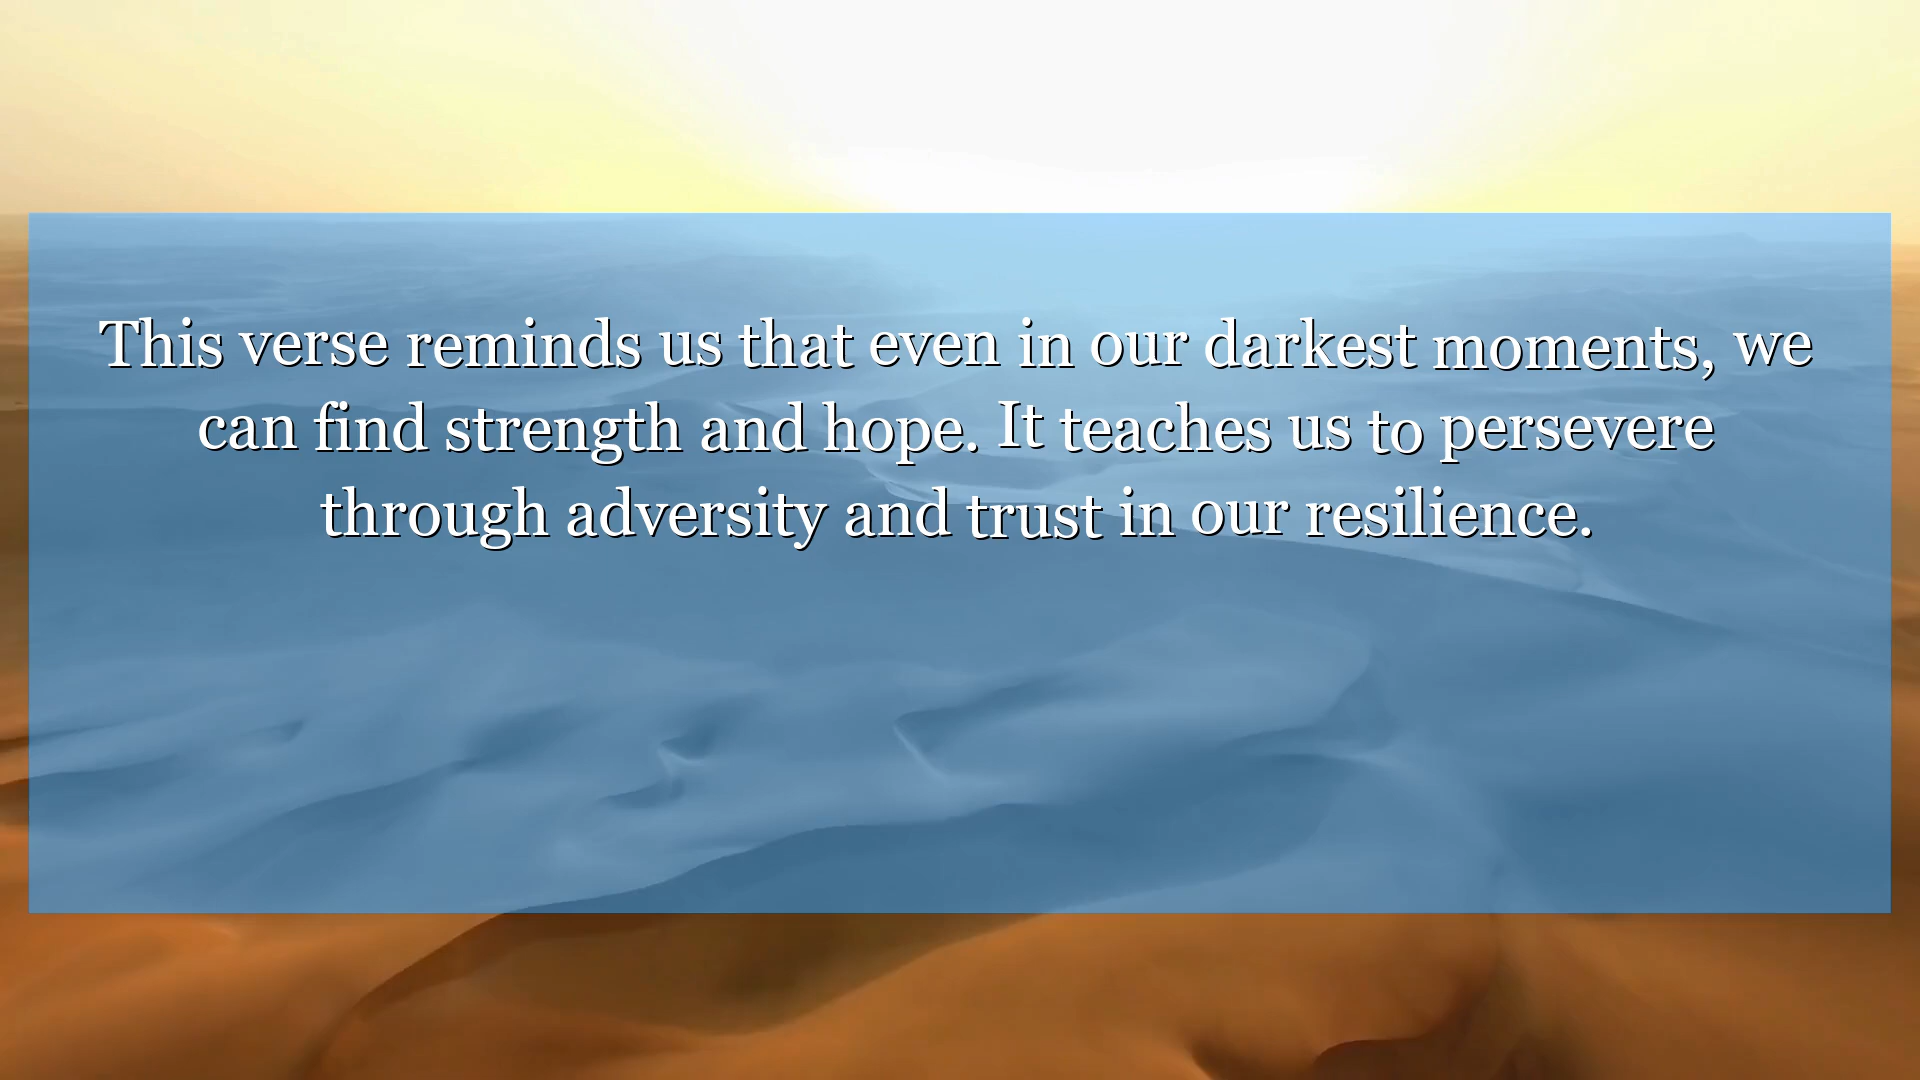 This verse reminds us that even in our darkest moments, we
can find strength and hope. It teaches us to persevere
through adversity and trust in our resilience.